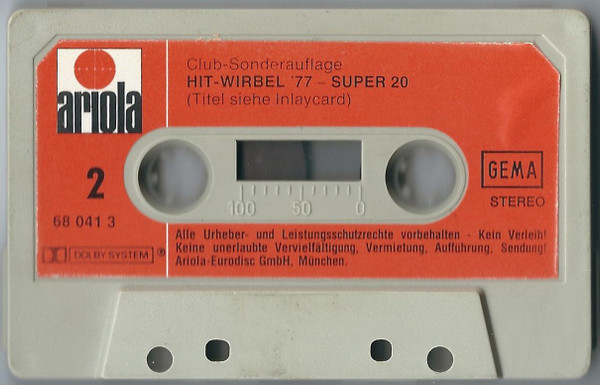 ariola
Club-Sonderauflage
HIT-WIRBEL '77 – SUPER 20
(Titel siehe Inlaycard)
2
68 041 3
DOLBY SYSTEM ®
100 50 0
GEMA
STEREO
Alle Urheber- und Leistungsschutzrechte vorbehalten - Kein Verleih!
Keine unerlaubte Vervielfältigung, Vermietung, Aufführung, Sendung!
Ariola-Eurodisc GmbH, München.